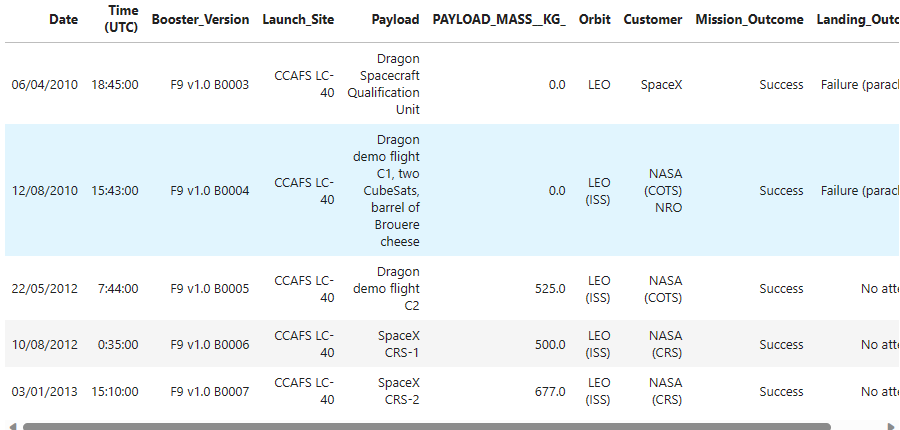 Date Time (UTC) Booster_Version Launch_Site Payload PAYLOAD_MASS__KG_ Orbit Customer Mission_Outcome Landing_Outc
06/04/2010 18:45:00 F9 v1.0 B0003 CCAFS LC-40 Dragon Spacecraft Qualification Unit 0.0 LEO SpaceX Success Failure (parac
12/08/2010 15:43:00 F9 v1.0 B0004 CCAFS LC-40 Dragon demo flight C1, two CubeSats, barrel of Brouere cheese 0.0 LEO (ISS) NASA (COTS) NRO Success Failure (parac
22/05/2012 7:44:00 F9 v1.0 B0005 CCAFS LC-40 Dragon demo flight C2 525.0 LEO (ISS) NASA (COTS) Success No atte
10/08/2012 0:35:00 F9 v1.0 B0006 CCAFS LC-40 SpaceX CRS-1 500.0 LEO (ISS) NASA (CRS) Success No atte
03/01/2013 15:10:00 F9 v1.0 B0007 CCAFS LC-40 SpaceX CRS-2 677.0 LEO (ISS) NASA (CRS) Success No atte